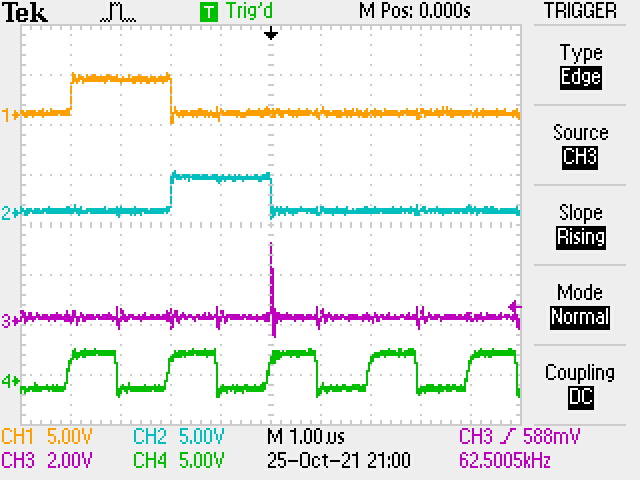 Tek T Trig'd M Pos: 0.000s TRIGGER
Type
Edge
Source
CH3
Slope
Rising
Mode
Normal
Coupling
DC
1
2
3
4
CH1 5.00V CH2 5.00V M 1.00us CH3 588mV
CH3 2.00V CH4 5.00V 25-Oct-21 21:00 62.5005kHz